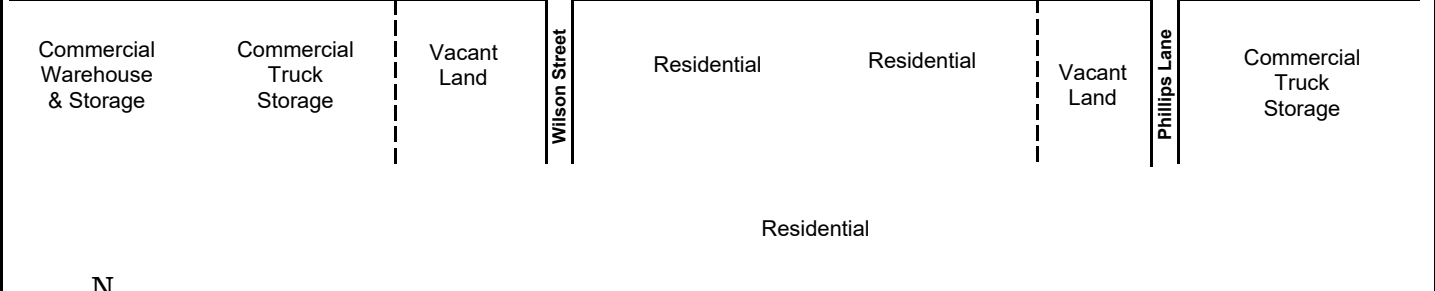 Commercial
Warehouse
& Storage
Commercial
Truck
Storage
Vacant
Land
Wilson Street
Residential
Residential
Vacant
Land
Phillips Lane
Commercial
Truck
Storage
Residential
N